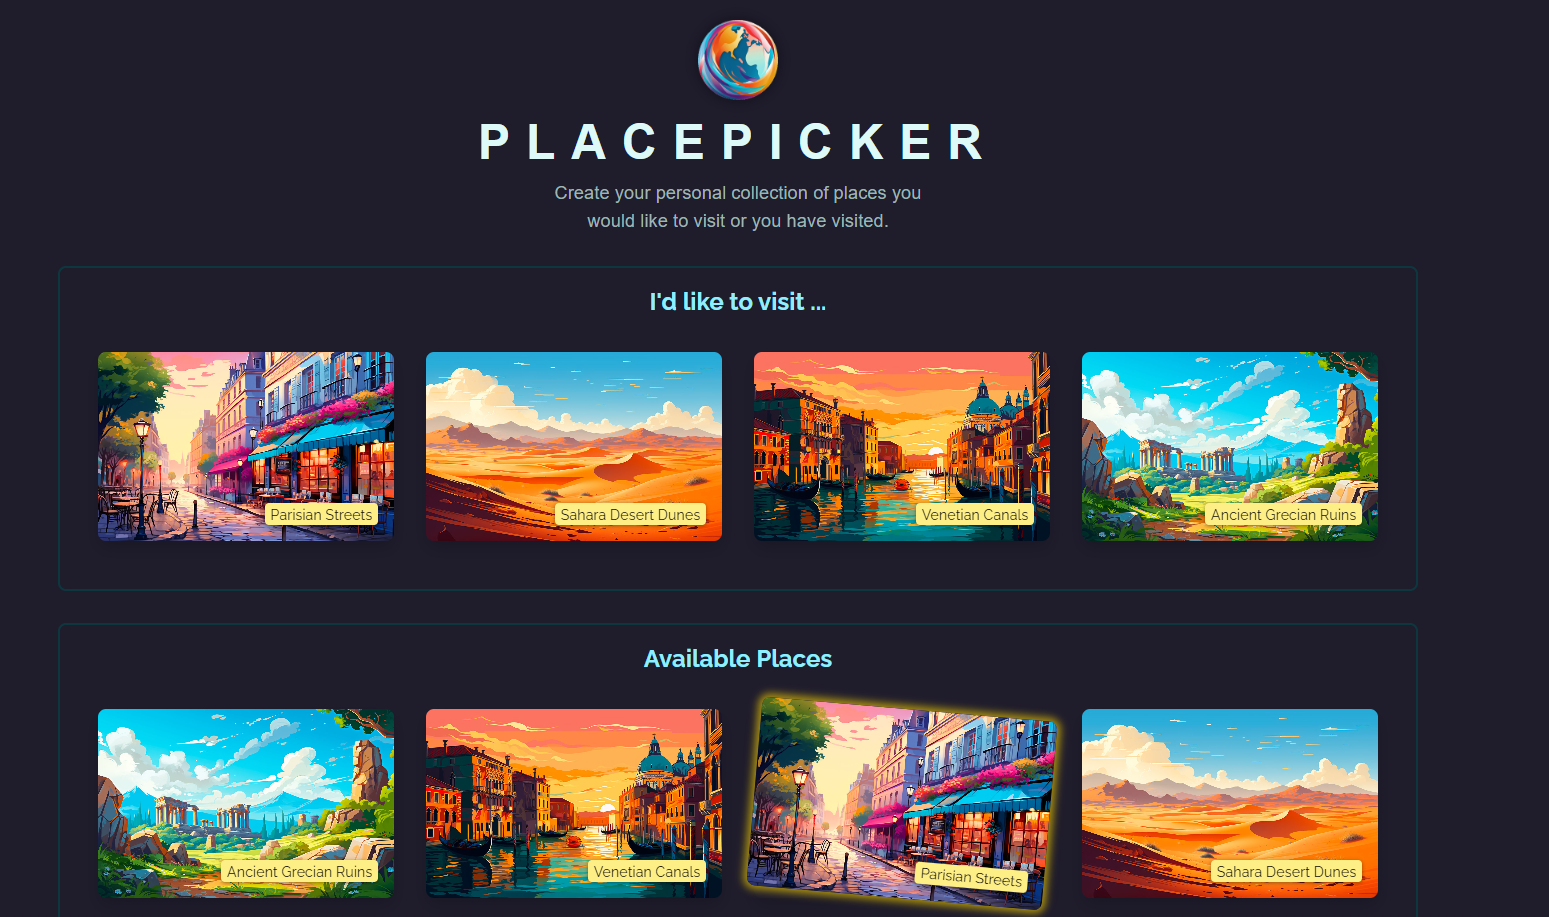 PLACEPICKER
Create your personal collection of places you
would like to visit or you have visited.
I'd like to visit ...
Parisian Streets
Sahara Desert Dunes
Venetian Canals
Ancient Grecian Ruins
Available Places
Ancient Grecian Ruins
Venetian Canals
Parisian Streets
Sahara Desert Dunes